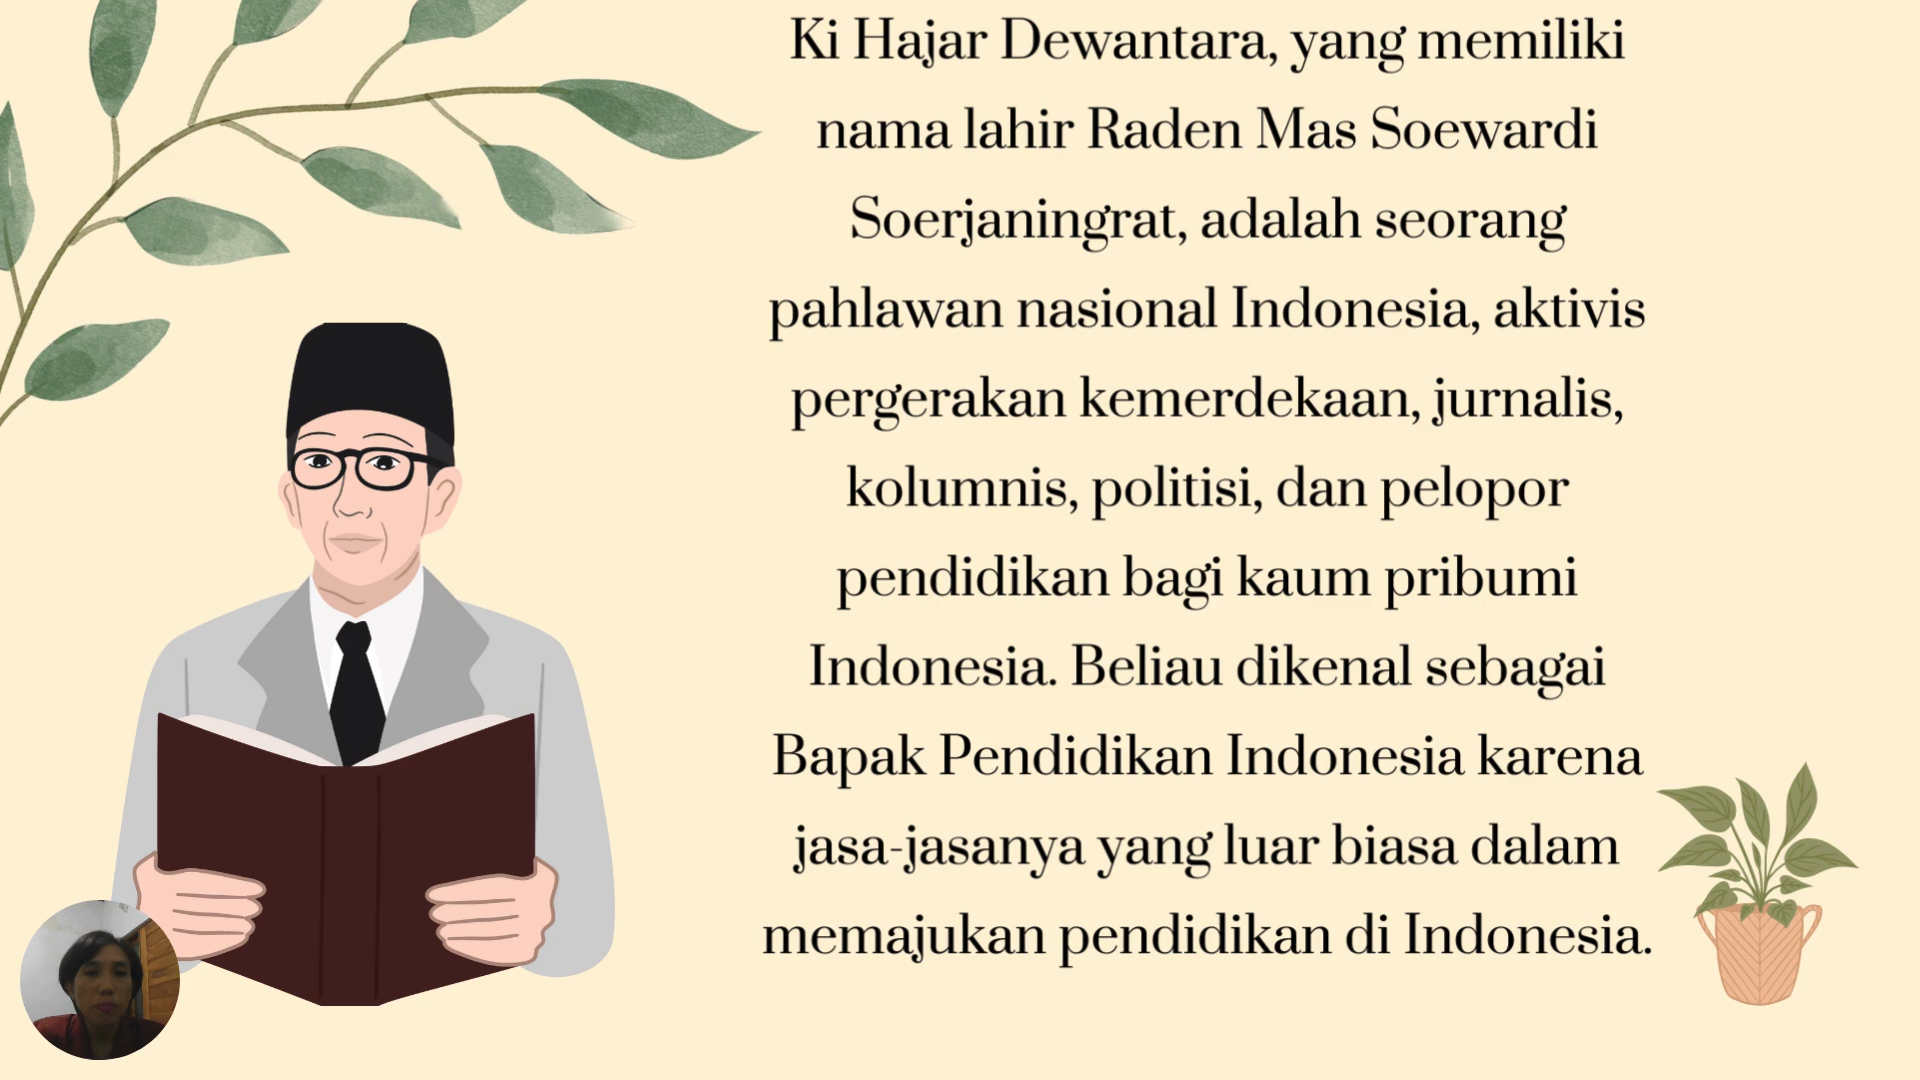 Ki Hajar Dewantara, yang memiliki
nama lahir Raden Mas Soewardi
Soerjaningrat, adalah seorang
pahlawan nasional Indonesia, aktivis
pergerakan kemerdekaan, jurnalis,
kolumnis, politisi, dan pelopor
pendidikan bagi kaum pribumi
Indonesia. Beliau dikenal sebagai
Bapak Pendidikan Indonesia karena
jasa-jasanya yang luar biasa dalam
memajukan pendidikan di Indonesia.